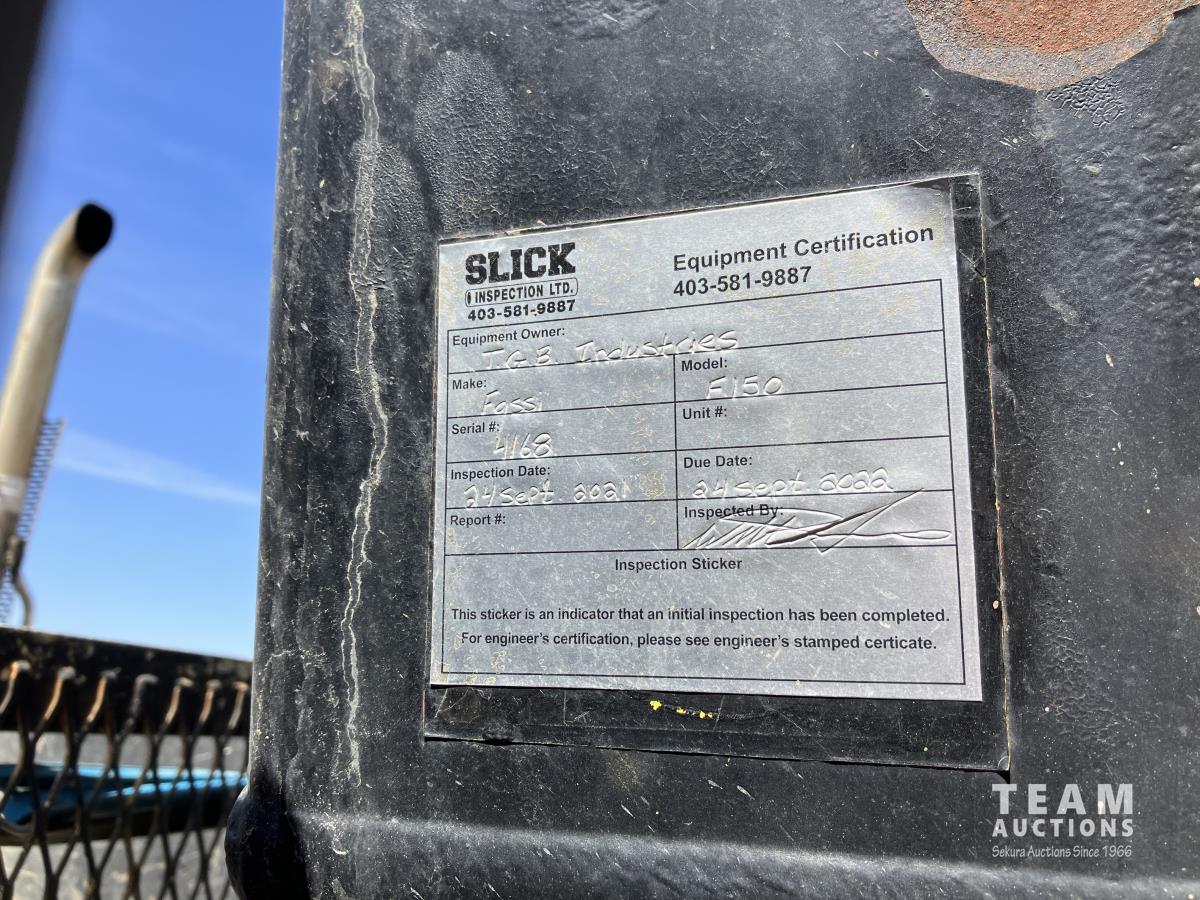 SLICK
INSPECTION LTD.
403-581-9887
Equipment Certification
403-581-9887
Equipment Owner: T.G.B Industries
Make: Fassi
Model: F150
Serial #: 4168
Unit #:
Inspection Date: 24 Sept 2021
Due Date: 24 Sept 2022
Report #:
Inspected By:
Inspection Sticker
This sticker is an indicator that an initial inspection has been completed.
For engineer's certification, please see engineer's stamped certicate.
TEAM
AUCTIONS
Sekura Auctions Since 1966